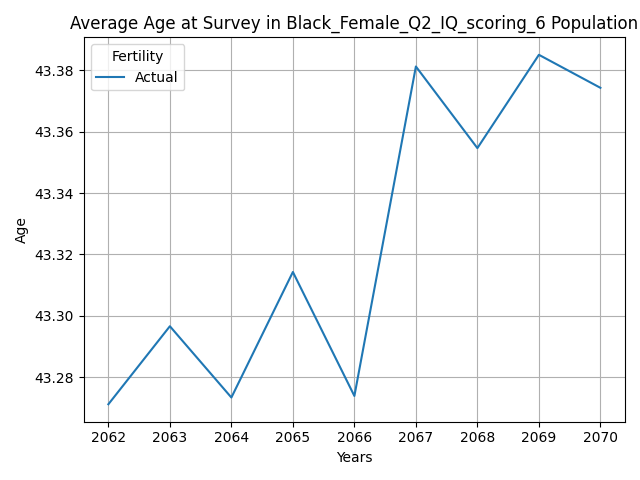 Average Age at Survey in Black_Female_Q2_IQ_scoring_6 Population
Fertility
Actual
Age
43.38
43.36
43.34
43.32
43.30
43.28
2062 2063 2064 2065 2066 2067 2068 2069 2070
Years